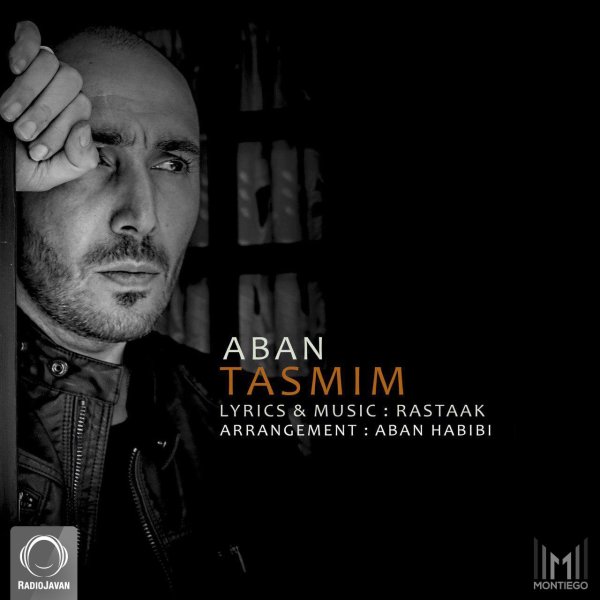 ABAN
TASMIM
LYRICS & MUSIC : RASTAAK
ARRANGEMENT : ABAN HABIBI
RADIOJAVAN
MONTIEGO